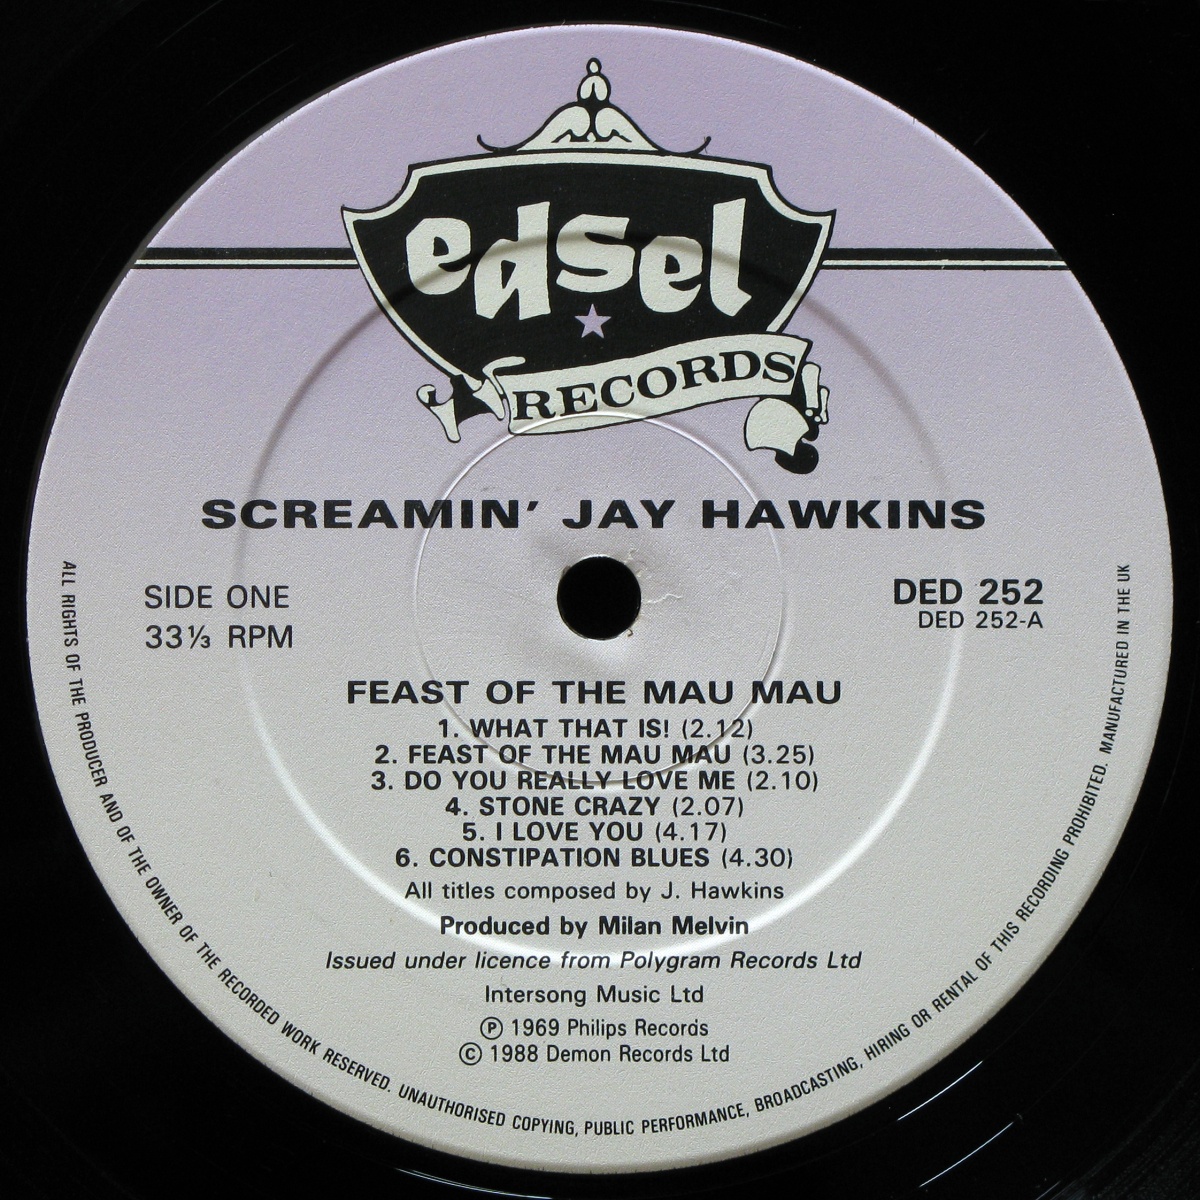 edsel
RECORDS
SCREAMIN' JAY HAWKINS
SIDE ONE
33⅓ RPM
DED 252
DED 252-A
FEAST OF THE MAU MAU
1. WHAT THAT IS! (2.12)
2. FEAST OF THE MAU MAU (3.25)
3. DO YOU REALLY LOVE ME (2.10)
4. STONE CRAZY (2.07)
5. I LOVE YOU (4.17)
6. CONSTIPATION BLUES (4.30)
All titles composed by J. Hawkins
Produced by Milan Melvin
Issued under licence from Polygram Records Ltd
Intersong Music Ltd
Ⓟ 1969 Philips Records
© 1988 Demon Records Ltd
ALL RIGHTS OF THE PRODUCER AND OF THE OWNER OF THE RECORDED WORK RESERVED. UNAUTHORISED COPYING, PUBLIC PERFORMANCE, BROADCASTING, HIRING OR RENTAL OF THIS RECORDING PROHIBITED. MANUFACTURED IN THE UK